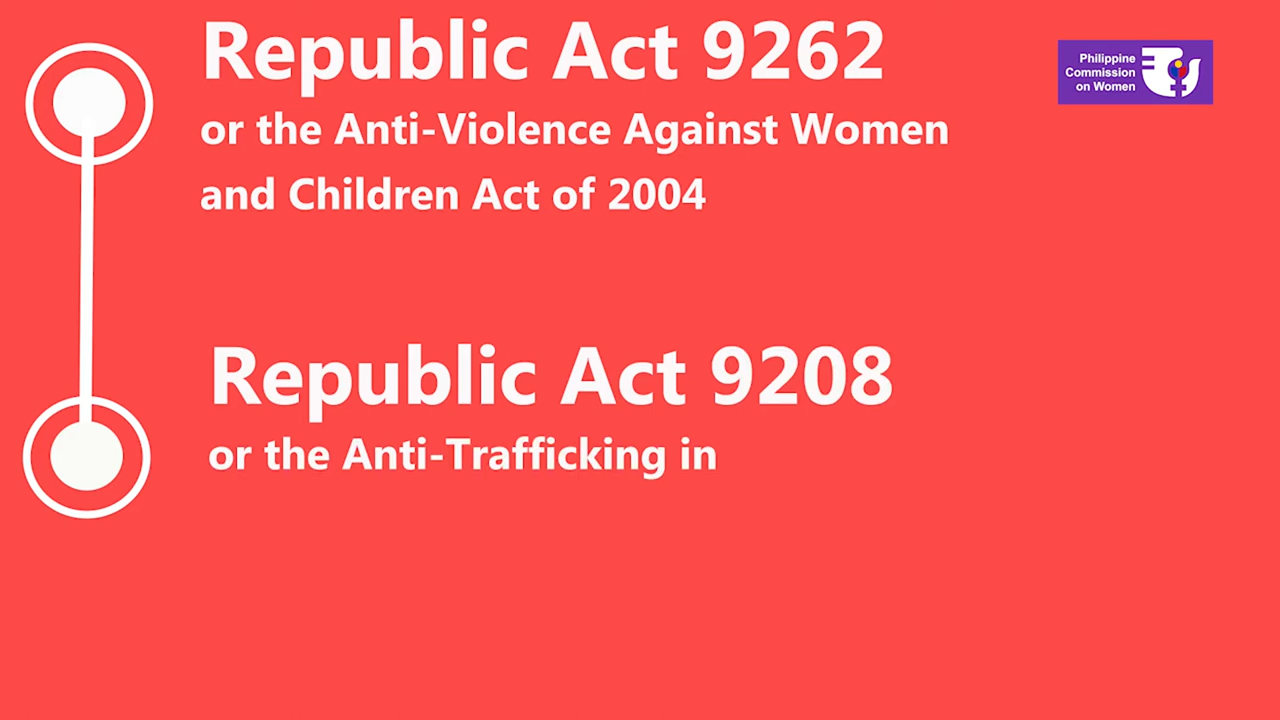 Republic Act 9262
or the Anti-Violence Against Women
and Children Act of 2004
Philippine
Commission
on Women
Republic Act 9208
or the Anti-Trafficking in